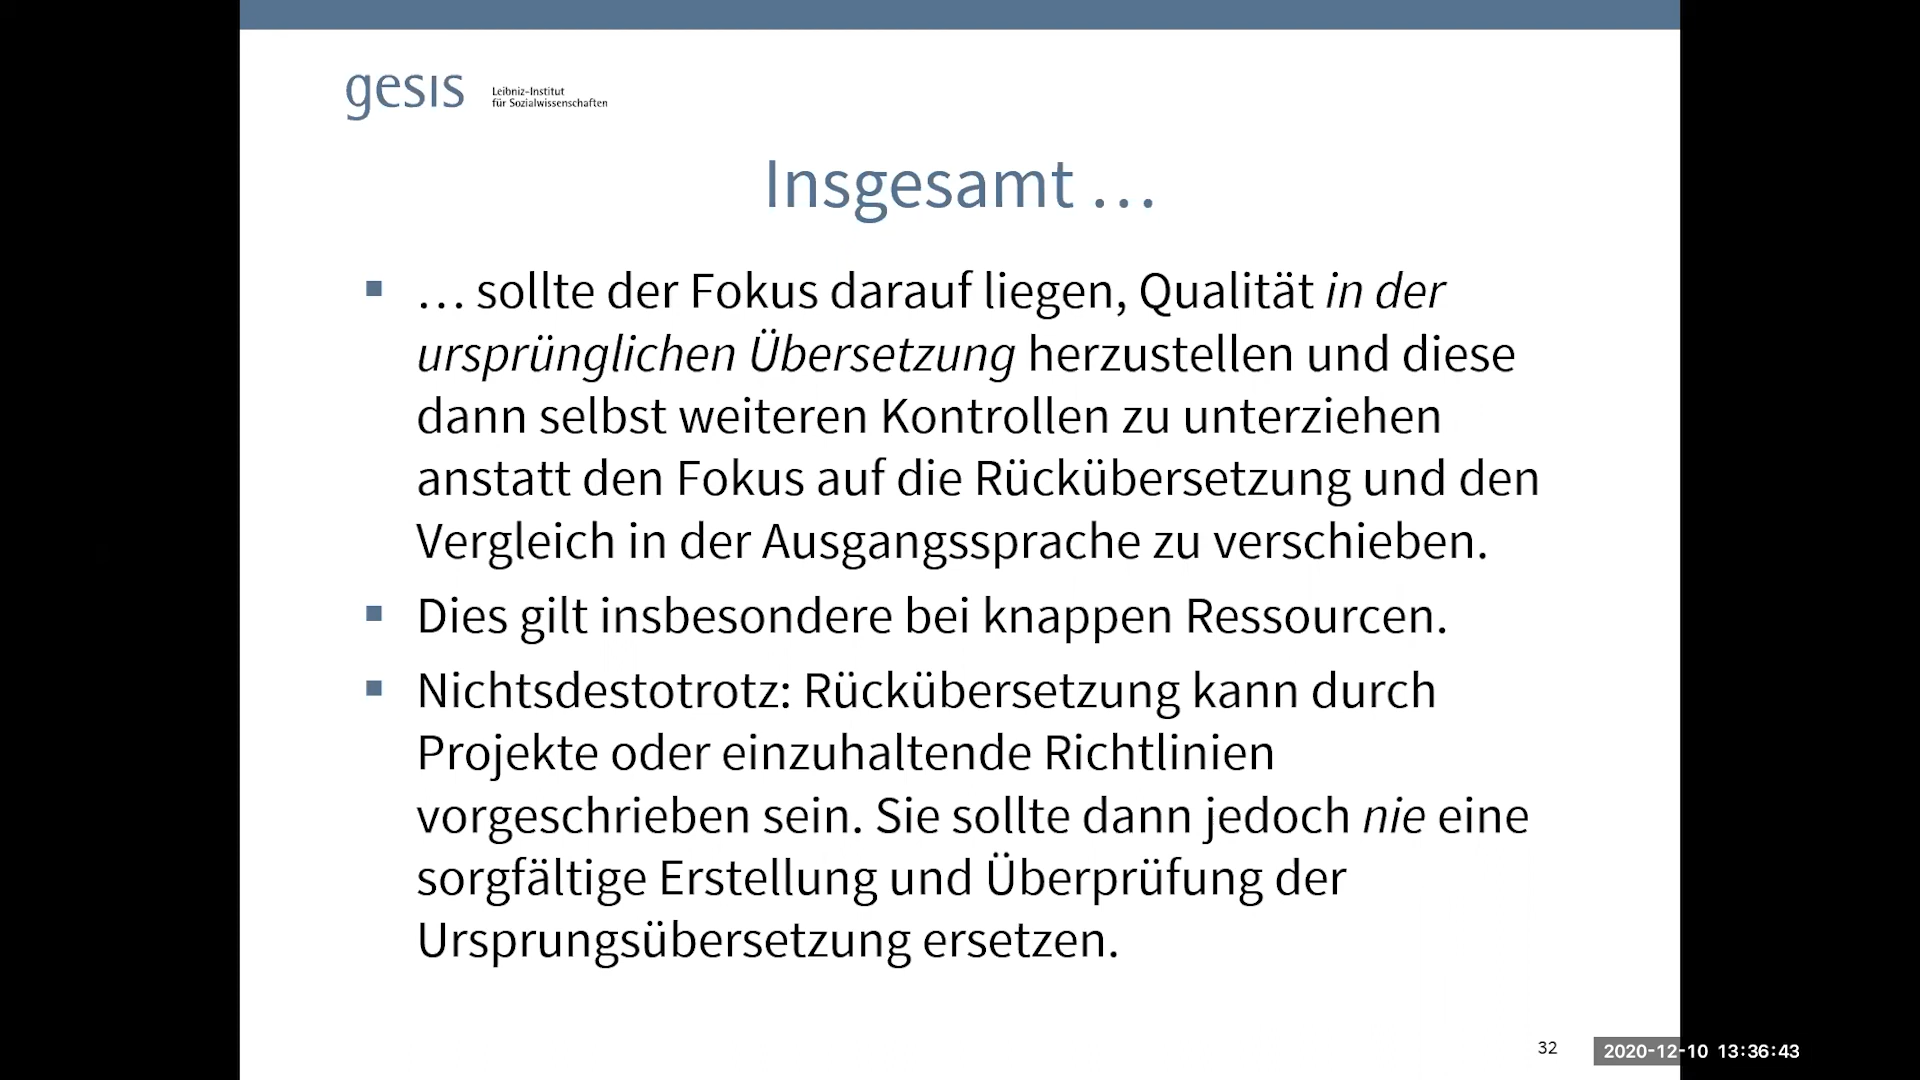 gesis
Leibniz-Institut
für Sozialwissenschaften
Insgesamt …
▪ … sollte der Fokus darauf liegen, Qualität in der
ursprünglichen Übersetzung herzustellen und diese
dann selbst weiteren Kontrollen zu unterziehen
anstatt den Fokus auf die Rückübersetzung und den
Vergleich in der Ausgangssprache zu verschieben.
▪ Dies gilt insbesondere bei knappen Ressourcen.
▪ Nichtsdestotrotz: Rückübersetzung kann durch
Projekte oder einzuhaltende Richtlinien
vorgeschrieben sein. Sie sollte dann jedoch nie eine
sorgfältige Erstellung und Überprüfung der
Ursprungsübersetzung ersetzen.
32
2020-12-10 13:36:43